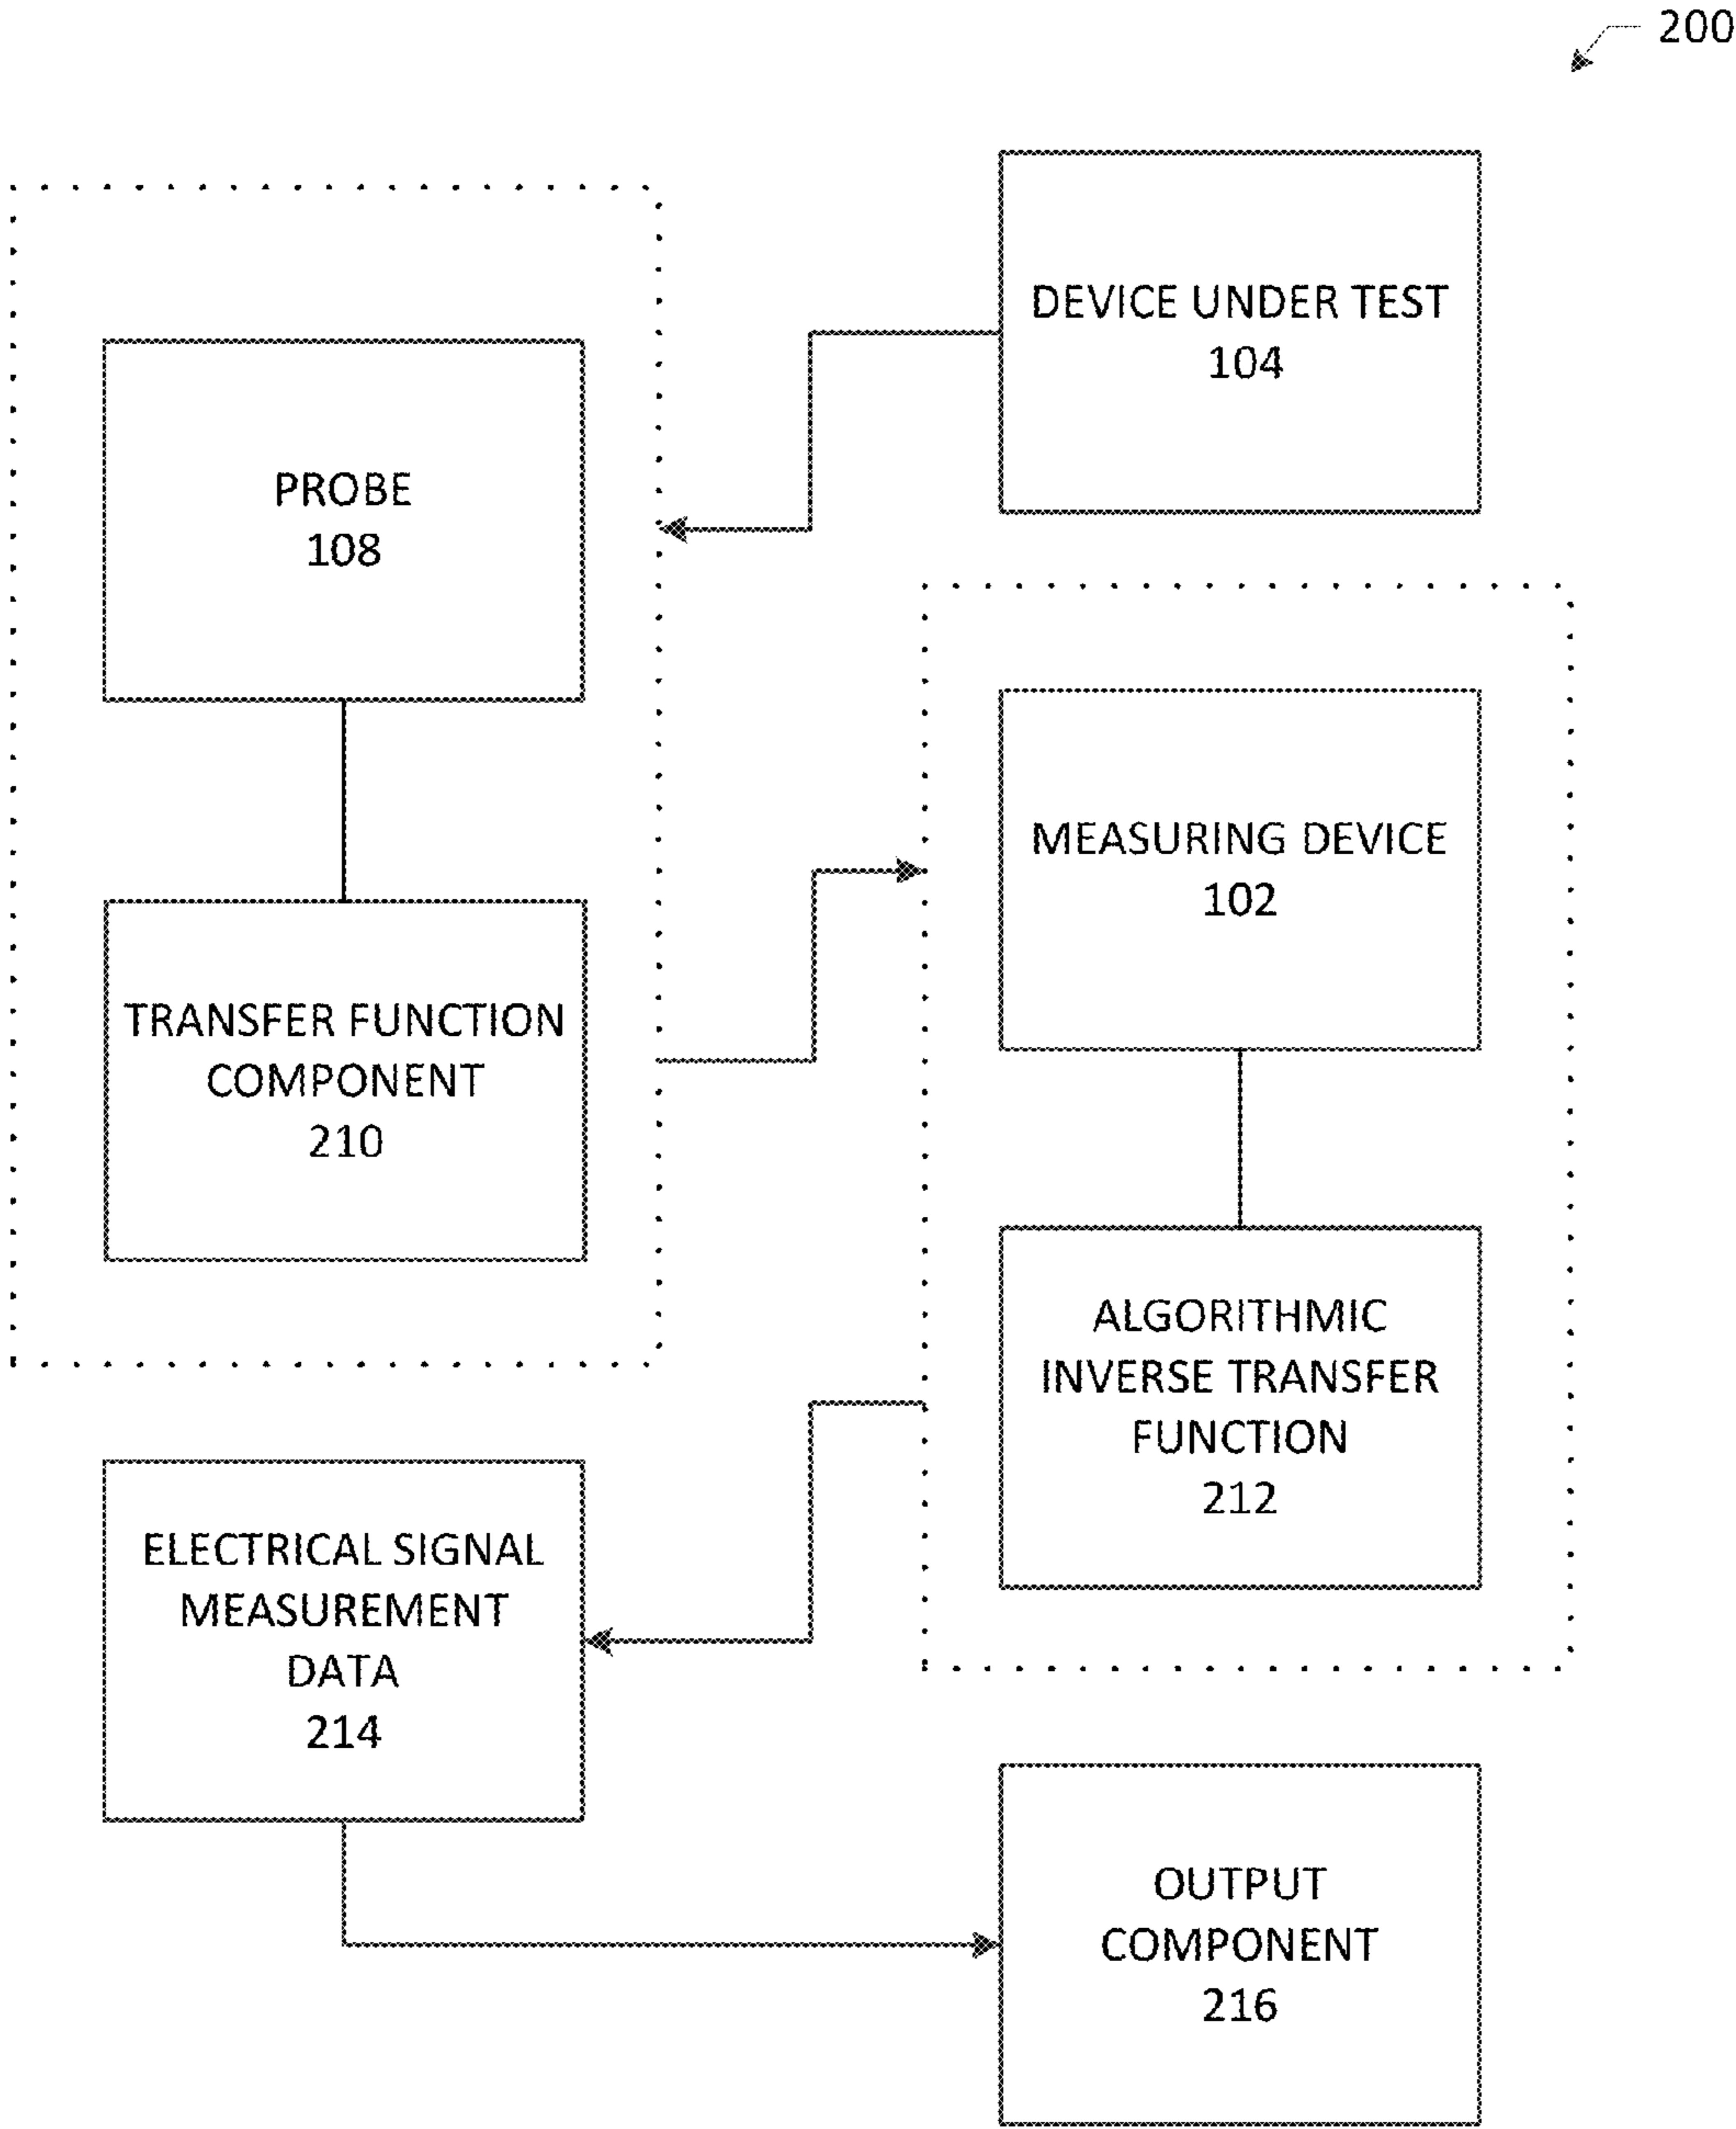 200
DEVICE UNDER TEST
104
PROBE
108
MEASURING DEVICE
102
TRANSFER FUNCTION
COMPONENT
210
ALGORITHMIC
INVERSE TRANSFER
FUNCTION
212
ELECTRICAL SIGNAL
MEASUREMENT
DATA
214
OUTPUT
COMPONENT
216